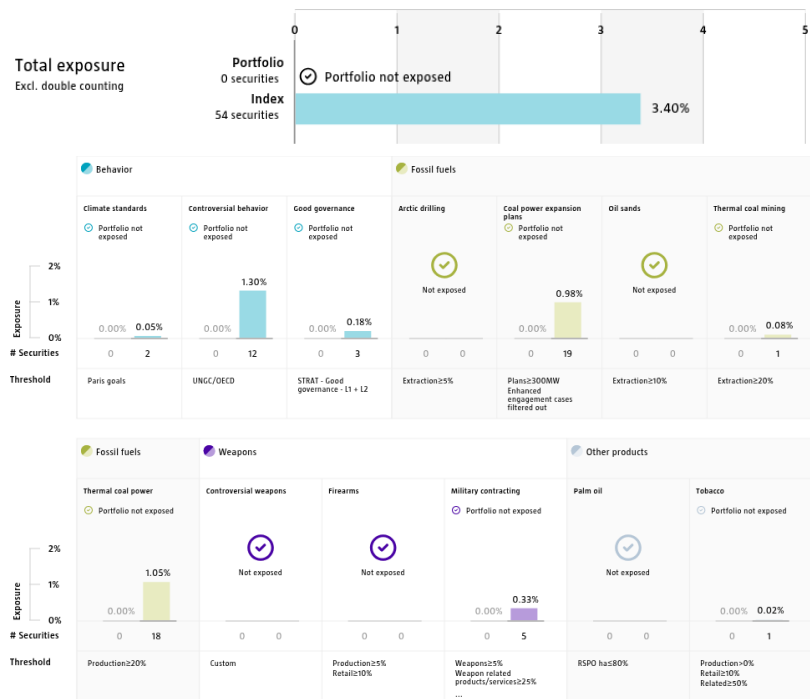 0 1 2 3 4 5
Total exposure
Excl. double counting
Portfolio
0 securities
Portfolio not exposed
Index
54 securities
3.40%
Behavior
Fossil fuels
Climate standards
Controversial behavior
Good governance
Arctic drilling
Coal power expansion
plans
Oil sands
Thermal coal mining
Portfolio not
exposed
Portfolio not
exposed
Portfolio not
exposed
Not exposed
Portfolio not
exposed
Not exposed
Portfolio not
exposed
Exposure
2%
1%
0%
0.00% 0.05%
0.00% 1.30%
0.00% 0.18%
0.00% 0.98%
0.00% 0.08%
# Securities
0 2 0 12 0 3 0 0 0 19 0 0 0 1
Threshold
Paris goals
UNGC/OECD
STRAT - Good
governance - L1 + L2
Extraction≥5%
Plans≥300MW
Enhanced
engagement cases
filtered out
Extraction≥10%
Extraction≥20%
Fossil fuels
Weapons
Other products
Thermal coal power
Controversial weapons
Firearms
Military contracting
Palm oil
Tobacco
Portfolio not exposed
Not exposed
Not exposed
Portfolio not exposed
Not exposed
Portfolio not exposed
Exposure
2%
1%
0%
0.00% 1.05%
0.00% 0.33%
0.00% 0.02%
# Securities
0 18 0 0 0 0 0 5 0 0 0 1
Threshold
Production≥20%
Custom
Production≥5%
Retail≥10%
Weapons≥5%
Weapon related
products/services≥25%
...
RSPO ha≤80%
Production>0%
Retail≥10%
Related≥50%